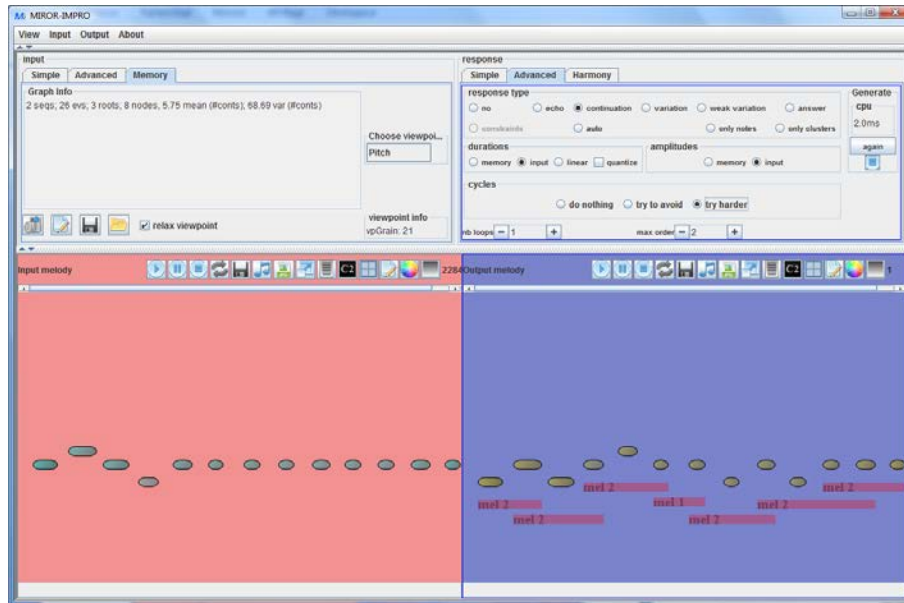 MIROR-IMPRO
View Input Output About
Input
Simple Advanced Memory
Graph Info
2 seqs; 26 evs; 3 roots, 8 nodes, 5.75 mean (#conts); 68.69 var (#conts)
Choose viewpoi...
Pitch
relax viewpoint
viewpoint info
vpGrain: 21
response
Simple Advanced Harmony
response type
no echo continuation variation weak variation answer
constraints auto only notes only clusters
Generate
cpu
2.0ms
again
durations
memory input linear quantize
amplitudes
memory input
cycles
do nothing try to avoid try harder
nb loops 1
max order 2
Input melody C2 2284
Output melody C2 1
mel 2
mel 2
mel 2
mel 1
mel 2
mel 2
mel 2